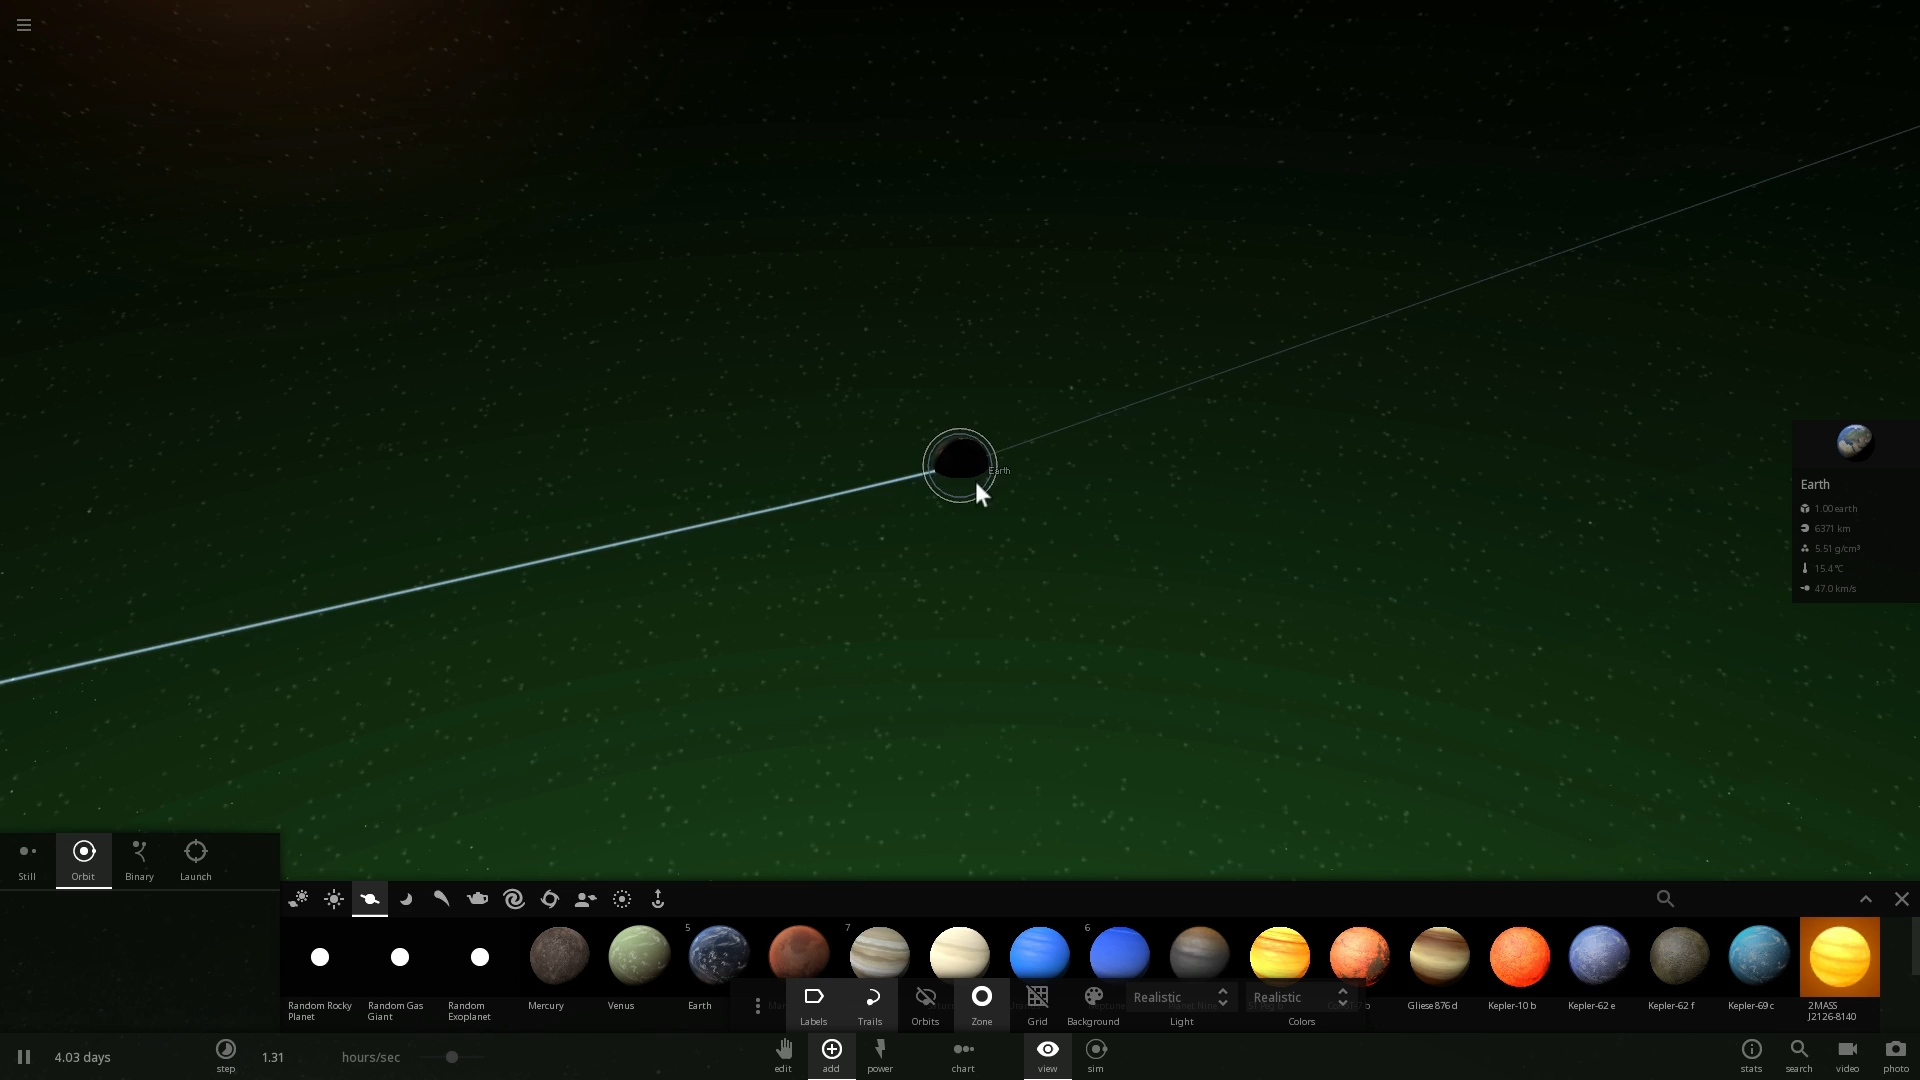 Earth
Earth
1.00 earth
6371 km
5.51 g/cm³
15.4 °C
47.0 km/s
Still
Orbit
Binary
Launch
5
7
6
Random Rocky Planet
Random Gas Giant
Random Exoplanet
Mercury
Venus
Earth
Gliese 876 d
Kepler-10 b
Kepler-62 e
Kepler-62 f
Kepler-69 c
2MASS J2126-8140
Labels
Trails
Orbits
Zone
Grid
Background
Realistic
Light
Realistic
Colors
4.03 days
step
1.31
hours/sec
edit
add
power
chart
view
sim
stats
search
video
photo